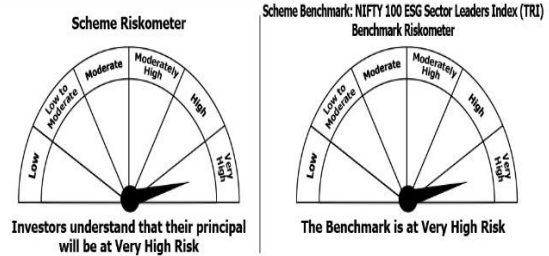 Scheme Riskometer
Low
Low to
Moderate
Moderate
Moderately
High
High
Very
High
Investors understand that their principal
will be at Very High Risk
Scheme Benchmark: NIFTY 100 ESG Sector Leaders Index (TRI)
Benchmark Riskometer
Low
Low to
Moderate
Moderate
Moderately
High
High
Very
High
The Benchmark is at Very High Risk